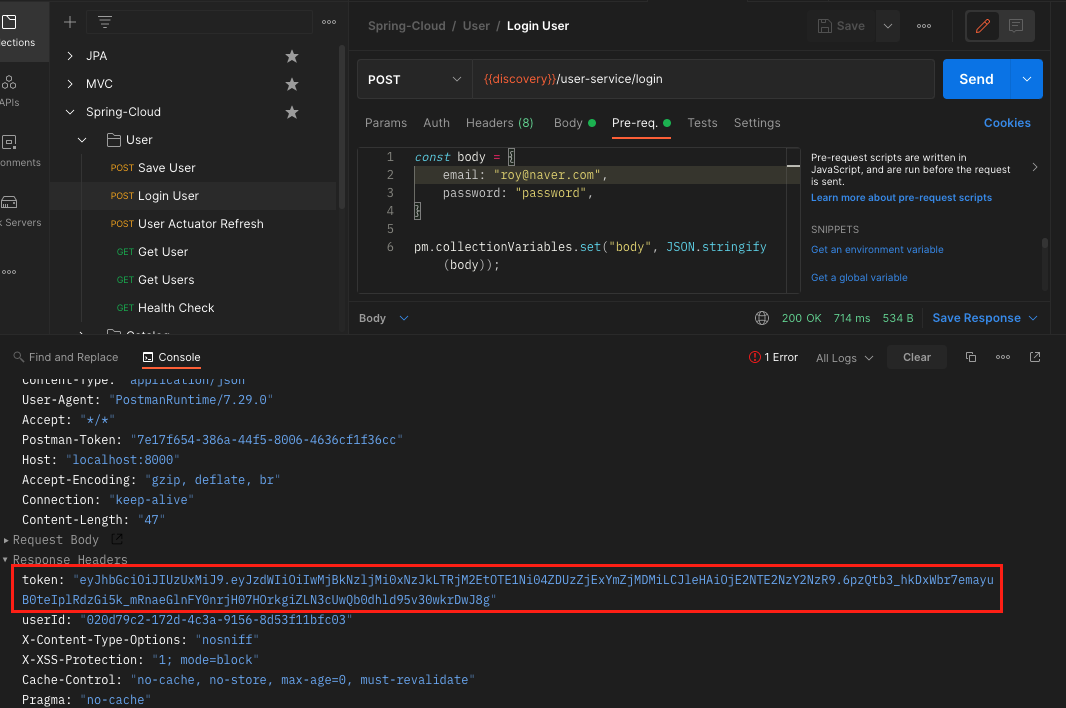 Spring-Cloud / User / Login User
Save
ections
JPA
MVC
Spring-Cloud
User
POST Save User
POST Login User
POST User Actuator Refresh
GET Get User
GET Get Users
GET Health Check
APIs
onments
k Servers
POST
{{discovery}}/user-service/login
Send
Params Auth Headers (8) Body Pre-req. Tests Settings Cookies
1 const body = {
2 email: "roy@naver.com",
3 password: "password",
4 }
5
6 pm.collectionVariables.set("body", JSON.stringify
(body));
Pre-request scripts are written in
JavaScript, and are run before the request
is sent.
Learn more about pre-request scripts
SNIPPETS
Get an environment variable
Get a global variable
Body 200 OK 714 ms 534 B Save Response
Find and Replace Console 1 Error All Logs Clear
Content-Type: "application/json"
User-Agent: "PostmanRuntime/7.29.0"
Accept: "*/*"
Postman-Token: "7e17f654-386a-44f5-8006-4636cf1f36cc"
Host: "localhost:8000"
Accept-Encoding: "gzip, deflate, br"
Connection: "keep-alive"
Content-Length: "47"
Request Body
Response Headers
token: "eyJhbGciOiJIUzUxMiJ9.eyJzdWIiOiIwMjBkNzljMi0xNzJkLTRjM2EtOTE1Ni04ZDUzZjExYmZjMDMiLCJleHAiOjE2NTE2NzY2NzR9.6pzQtb3_hkDxWbr7emayu
B0teIplRdzGi5k_mRnaeGlnFY0nrjH07HOrkgiZLN3cUwQb0dhld95v30wkrDwJ8g"
userId: "020d79c2-172d-4c3a-9156-8d53f11bfc03"
X-Content-Type-Options: "nosniff"
X-XSS-Protection: "1; mode=block"
Cache-Control: "no-cache, no-store, max-age=0, must-revalidate"
Pragma: "no-cache"